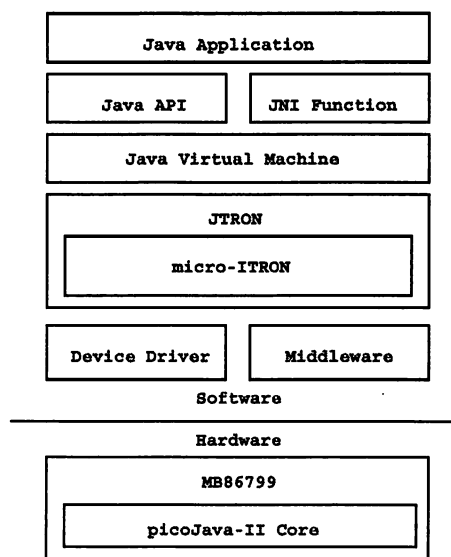 Java Application
Java API JNI Function
Java Virtual Machine
JTRON
micro-ITRON
Device Driver Middleware
Software
Hardware
MB86799
picoJava-II Core